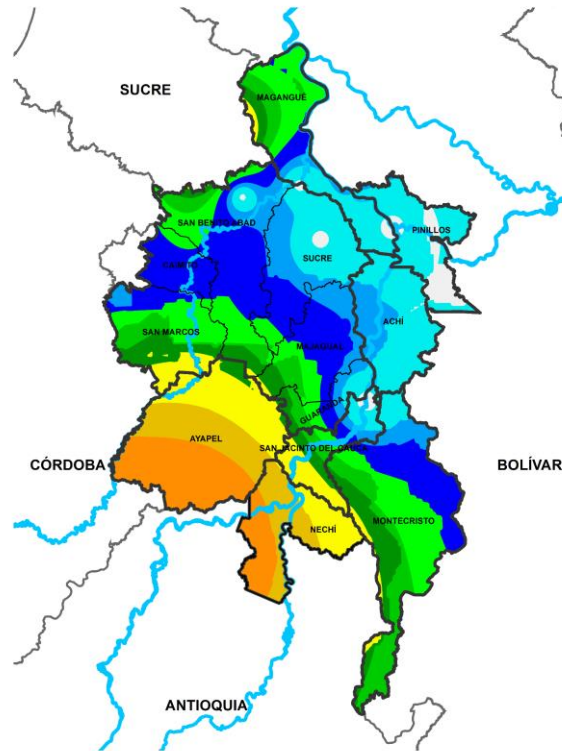 SUCRE
MAGANGUÉ
SAN BENITO ABAD
PINILLOS
SUCRE
CAIMITO
ACHÍ
SAN MARCOS
MAJAGUAL
GUARANDA
AYAPEL
SAN JACINTO DEL CAUCA
CÓRDOBA
BOLÍVAR
MONTECRISTO
NECHÍ
ANTIOQUIA